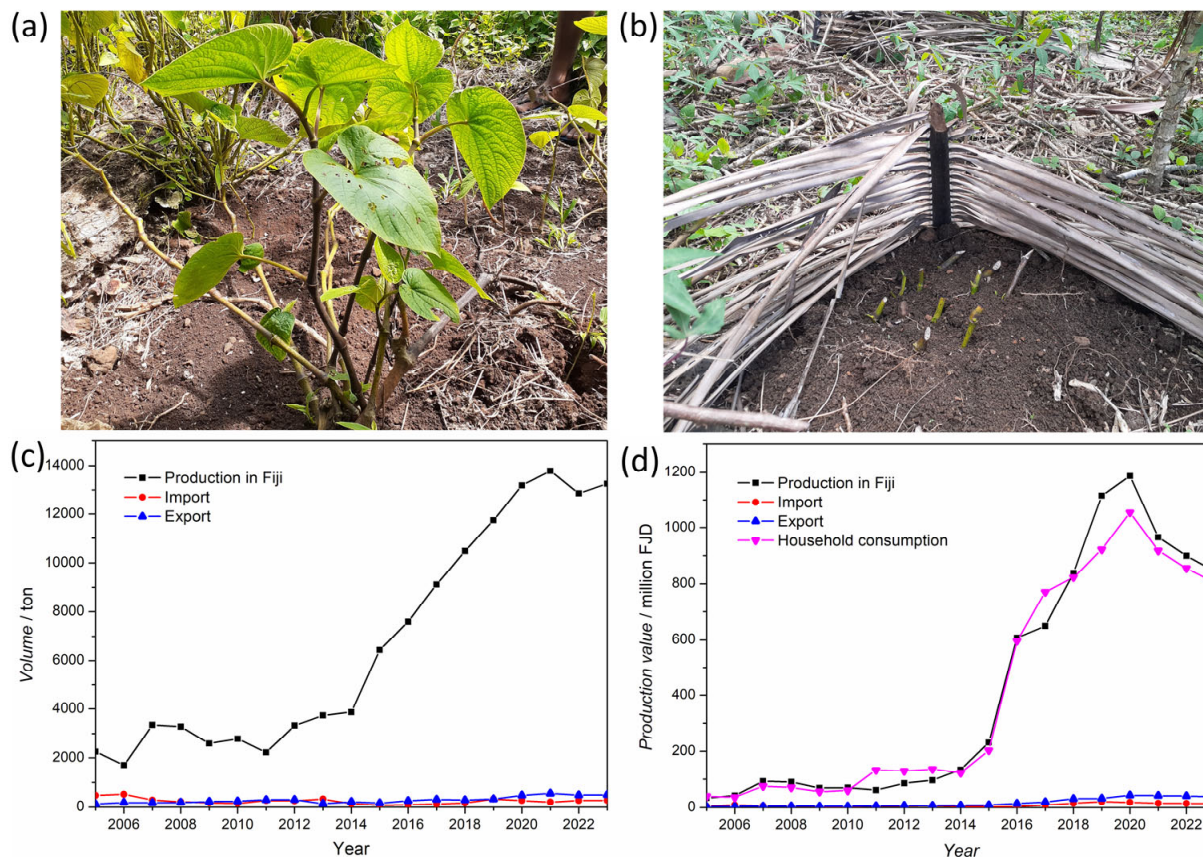 (a)
(b)
(c)
Volume / ton
14000
12000
10000
8000
6000
4000
2000
0
Production in Fiji
Import
Export
2006 2008 2010 2012 2014 2016 2018 2020 2022
Year
(d)
Production value / million FJD
1200
1000
800
600
400
200
0
Production in Fiji
Import
Export
Household consumption
2006 2008 2010 2012 2014 2016 2018 2020 2022
Year